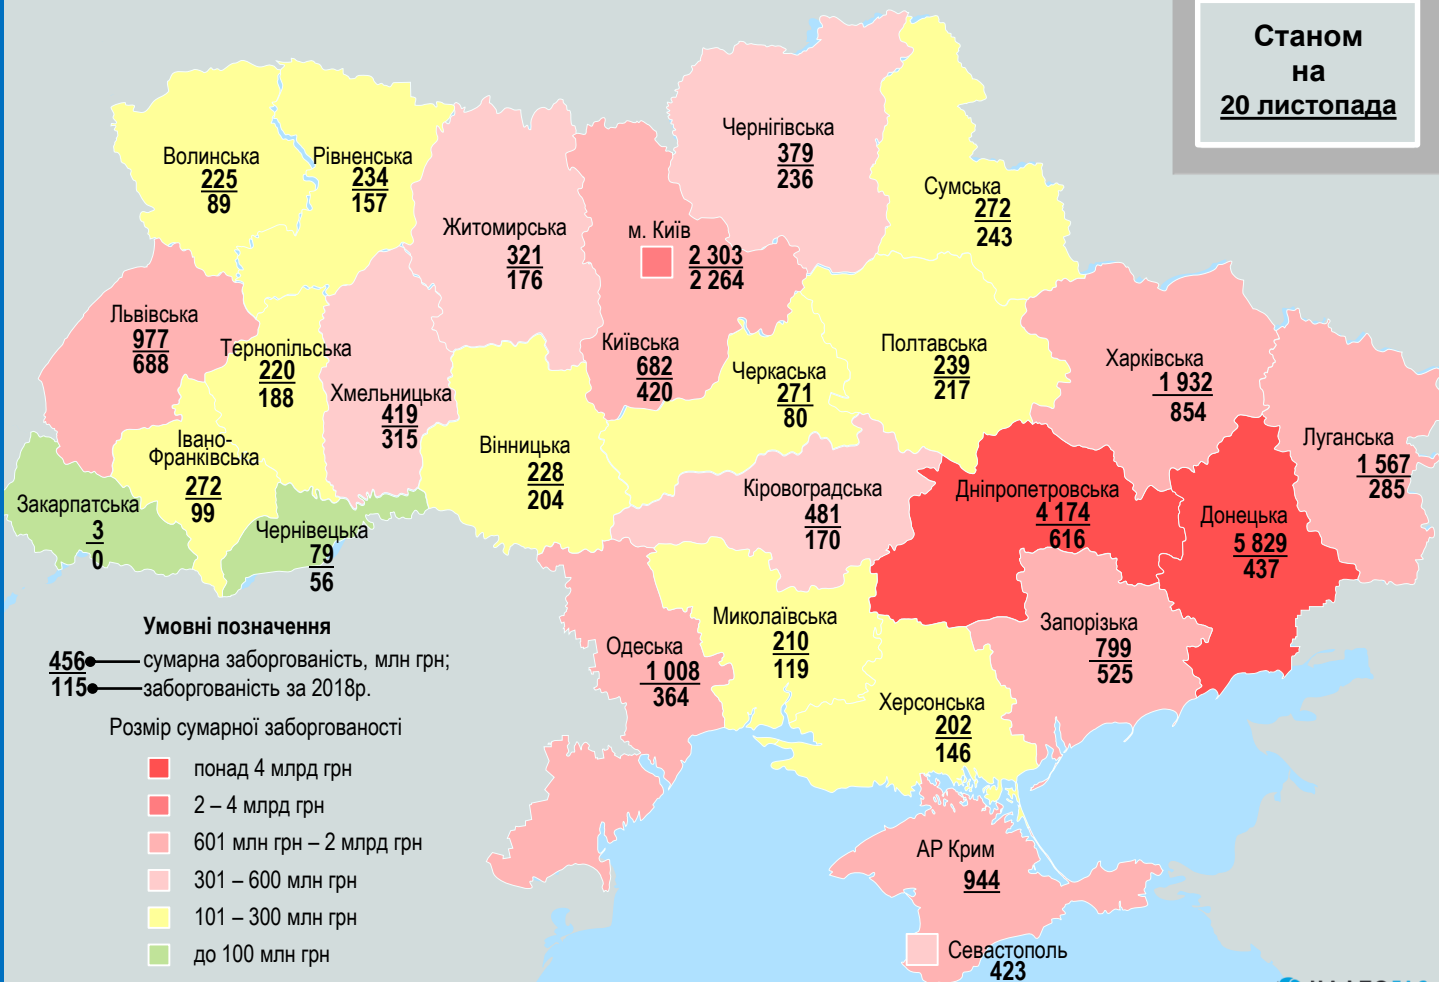 Станом
на
20 листопада
Волинська
225
89
Рівненська
234
157
Житомирська
321
176
Чернігівська
379
236
Сумська
272
243
м. Київ
2 303
2 264
Львівська
977
688
Тернопільська
220
188
Хмельницька
419
315
Київська
682
420
Черкаська
271
80
Полтавська
239
217
Харківська
1 932
854
Луганська
1 567
285
Івано-
Франківська
272
99
Вінницька
228
204
Кіровоградська
481
170
Дніпропетровська
4 174
616
Донецька
5 829
437
Закарпатська
3
0
Чернівецька
79
56
Миколаївська
210
119
Одеська
1 008
364
Запорізька
799
525
Херсонська
202
146
АР Крим
944
Севастополь
423
Умовні позначення
456 сумарна заборгованість, млн грн;
115 заборгованість за 2018р.
Розмір сумарної заборгованості
понад 4 млрд грн
2 – 4 млрд грн
601 млн грн – 2 млрд грн
301 – 600 млн грн
101 – 300 млн грн
до 100 млн грн